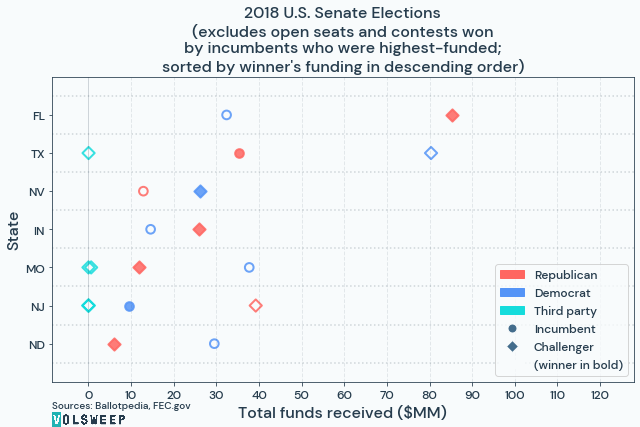 2018 U.S. Senate Elections
(excludes open seats and contests won
by incumbents who were highest-funded;
sorted by winner's funding in descending order)
State
FL
TX
NV
IN
MO
NJ
ND
Republican
Democrat
Third party
Incumbent
Challenger
(winner in bold)
0 10 20 30 40 50 60 70 80 90 100 110 120
Total funds received ($MM)
Sources: Ballotpedia, FEC.gov
VOLSWEEP